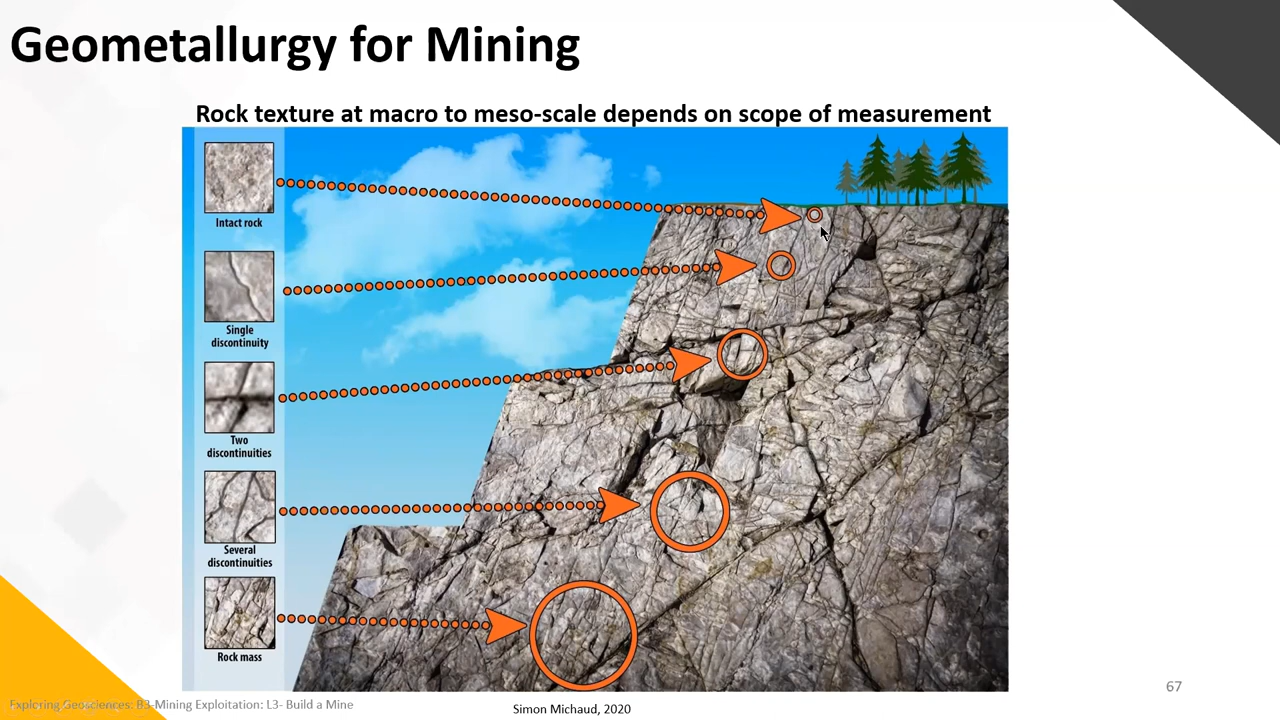 Geometallurgy for Mining
Rock texture at macro to meso-scale depends on scope of measurement
Intact rock
Single
discontinuity
Two
discontinuities
Several
discontinuities
Rock mass
67
Exploring Geosciences: B3-Mining Exploitation: L3- Build a Mine
Simon Michaud, 2020